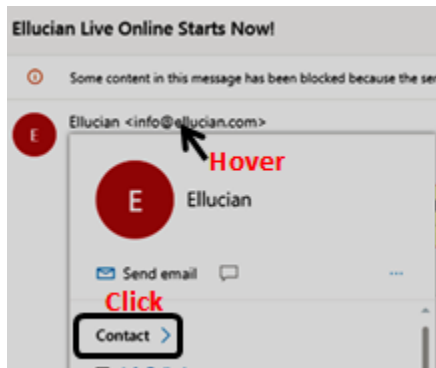 Ellucian Live Online Starts Now!
Some content in this message has been blocked because the ser
E
Ellucian <info@ellucian.com>
Hover
E
Ellucian
Send email
Click
Contact